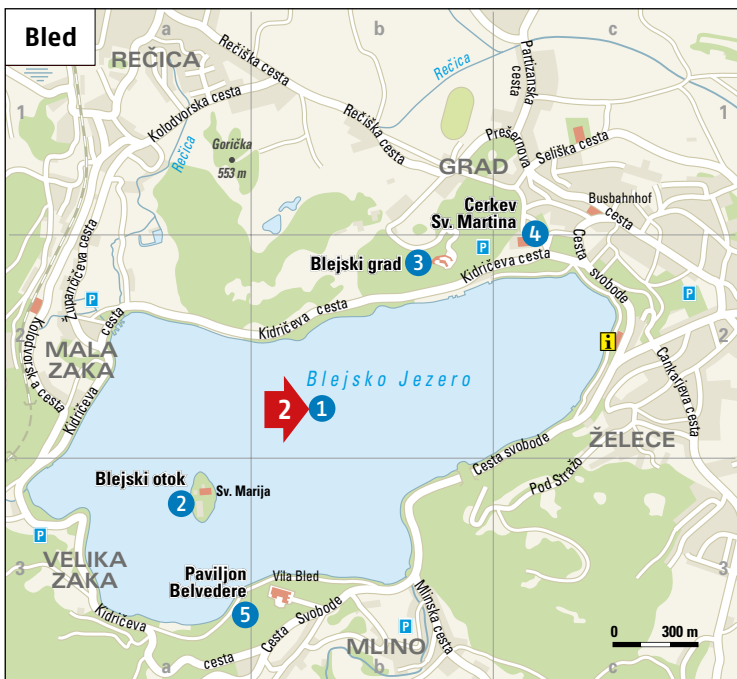 Bled
a
b
c
REČICA
Rečiška cesta
Kolodvorska cesta
Rečica
Rečiška cesta
Rečica
Partizanska
cesta
1
1
Gorička
553 m
Prešernova
Seliška cesta
GRAD
Busbahnhof
cesta
Cerkev
Sv. Martina
4
P
Blejski grad
3
Kidričeva cesta
Cesta
svobode
Župančičeva cesta
P
P
Kolodvorska cesta
Kidričeva cesta
2
2
MALA
ZAKA
Kidričeva
cesta
i
Blejsko Jezero
2
1
Cankarjeva cesta
ŽELECE
Cesta svobode
Pod Stražo
Blejski otok
Sv. Marija
2
P
VELIKA
ZAKA
3
3
Paviljon
Belvedere
Vila Bled
5
Kidričeva
cesta
Cesta Svobode
Mlinska cesta
P
MLINO
0 300 m
a
b
c